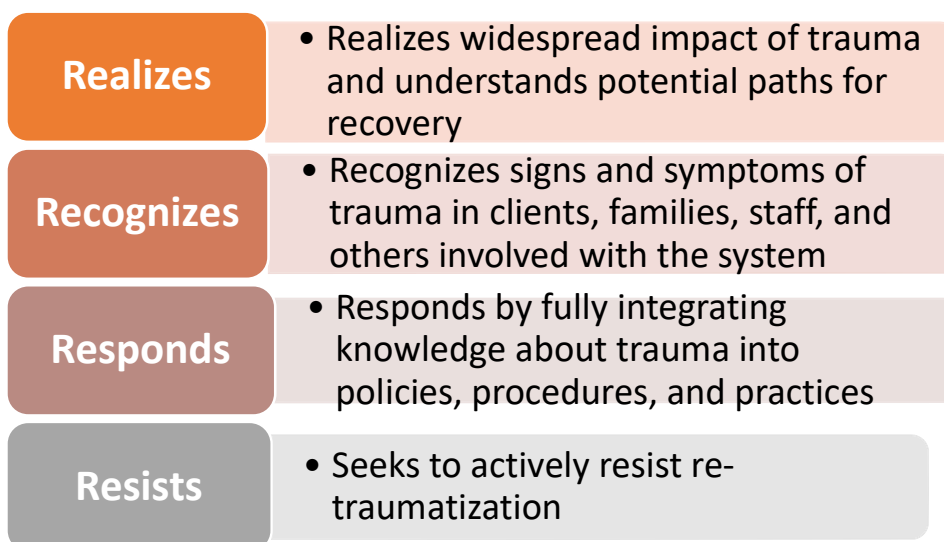 Realizes
• Realizes widespread impact of trauma
and understands potential paths for
recovery
Recognizes
• Recognizes signs and symptoms of
trauma in clients, families, staff, and
others involved with the system
Responds
• Responds by fully integrating
knowledge about trauma into
policies, procedures, and practices
Resists
• Seeks to actively resist re-
traumatization